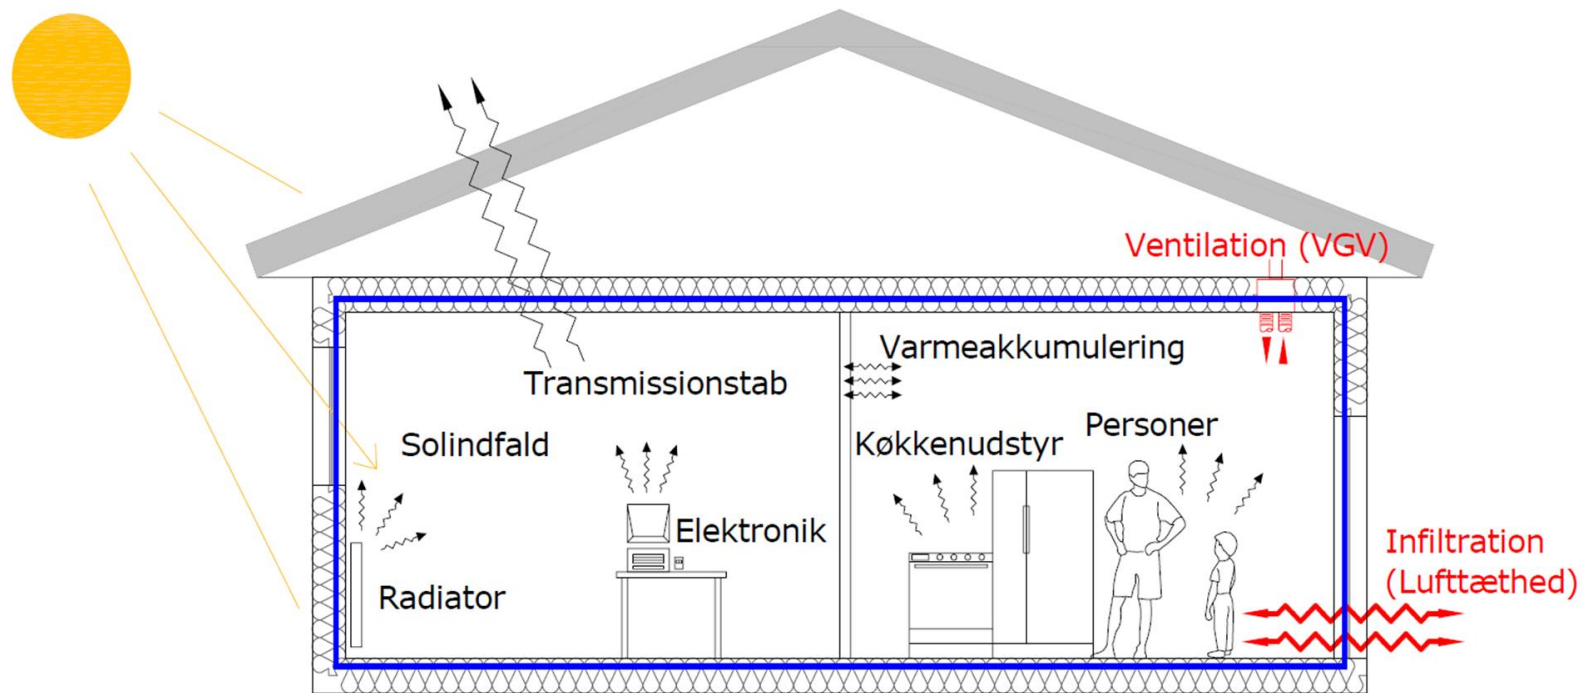 Ventilation (VGV)
Varmeakkumulering
Transmissionstab
Personer
Solindfald
Køkkenudstyr
Elektronik
Infiltration
(Lufttæthed)
Radiator